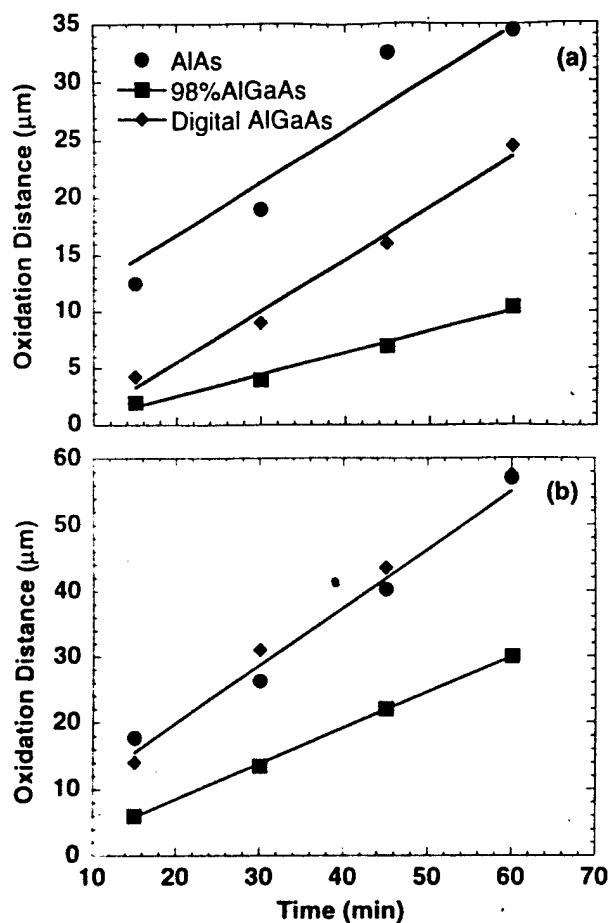 35
30
25
20
15
10
5
0
Oxidation Distance (μm)
AlAs
98%AlGaAs
Digital AlGaAs
(a)
60
50
40
30
20
10
0
Oxidation Distance (μm)
(b)
10 20 30 40 50 60 70
Time (min)